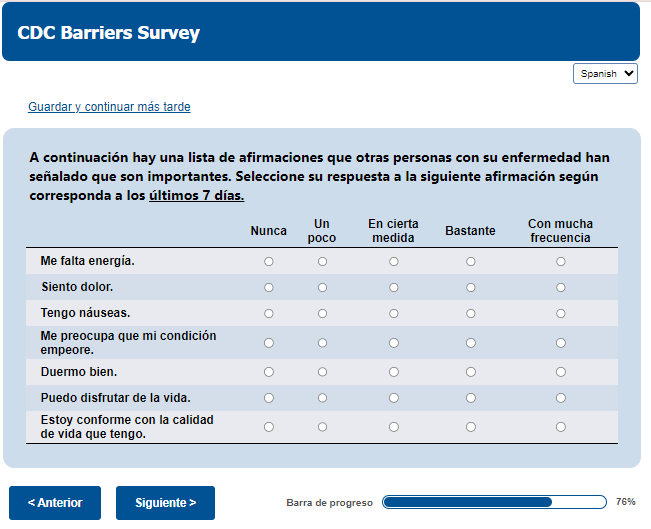 CDC Barriers Survey
Spanish
Guardar y continuar más tarde
A continuación hay una lista de afirmaciones que otras personas con su enfermedad han
señalado que son importantes. Seleccione su respuesta a la siguiente afirmación según
corresponda a los últimos 7 días.
Nunca
Un
poco
En cierta
medida
Bastante
Con mucha
frecuencia
Me falta energía.
Siento dolor.
Tengo náuseas.
Me preocupa que mi condición
empeore.
Duermo bien.
Puedo disfrutar de la vida.
Estoy conforme con la calidad
de vida que tengo.
< Anterior
Siguiente >
Barra de progreso
76%